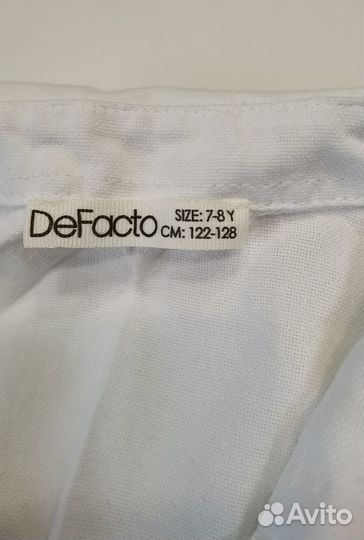 DeFacto SIZE: 7-8 Y
CM: 122-128
Avito